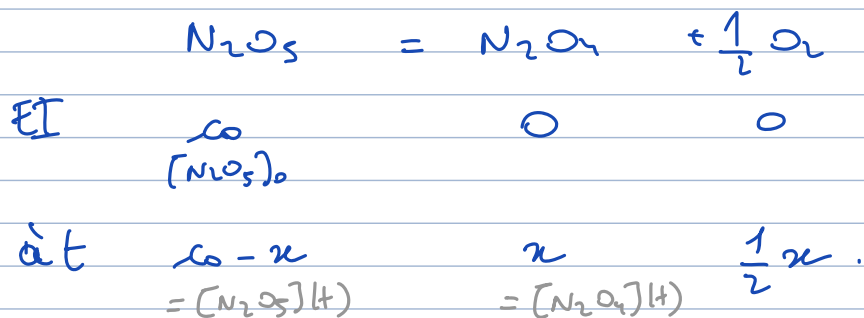 N₂O₅ = N₂O₄ + 1/2 O₂
EI c₀ 0 0
[N₂O₅]₀
à t c₀ - x x 1/2 x.
= [N₂O₅](t) = [N₂O₄](t)